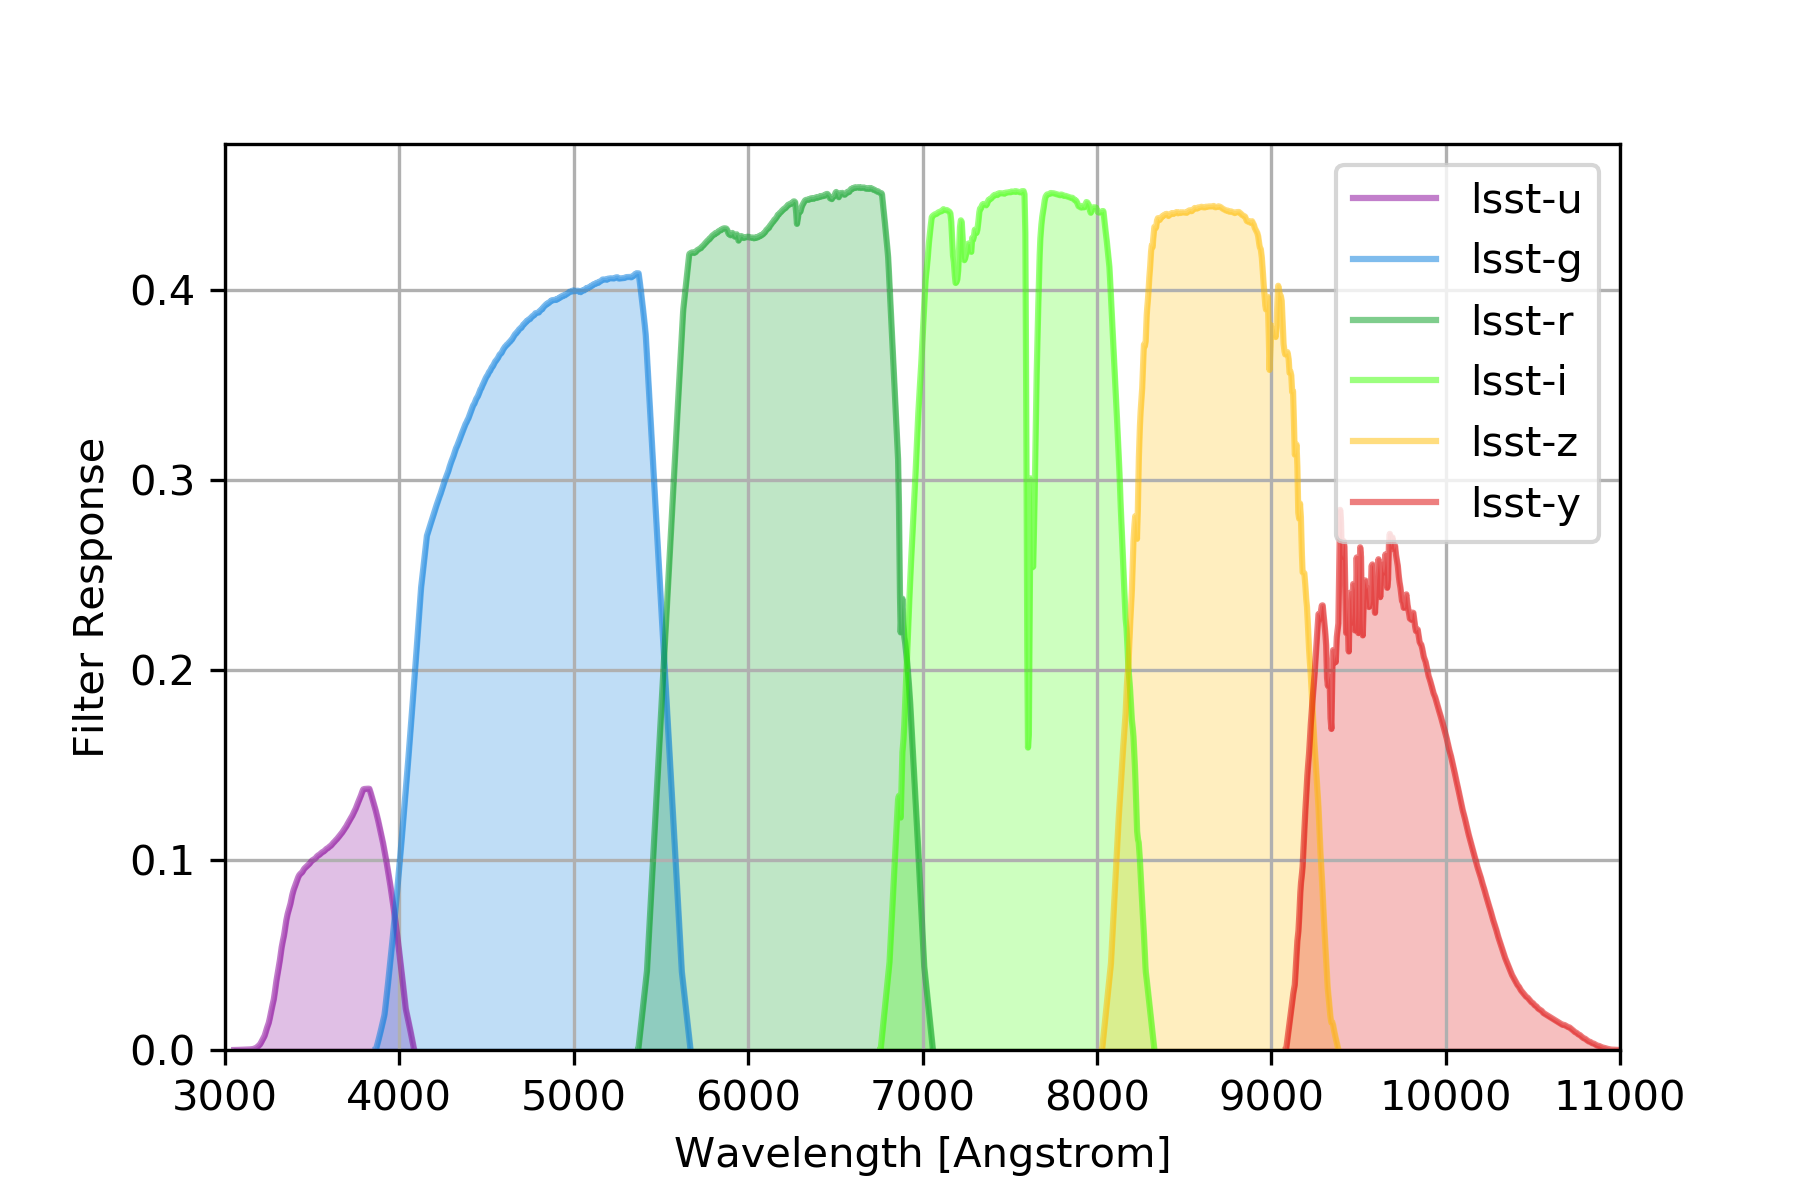 lsst-u
lsst-g
lsst-r
lsst-i
lsst-z
lsst-y
Filter Response
0.4
0.3
0.2
0.1
0.0
3000 4000 5000 6000 7000 8000 9000 10000 11000
Wavelength [Angstrom]